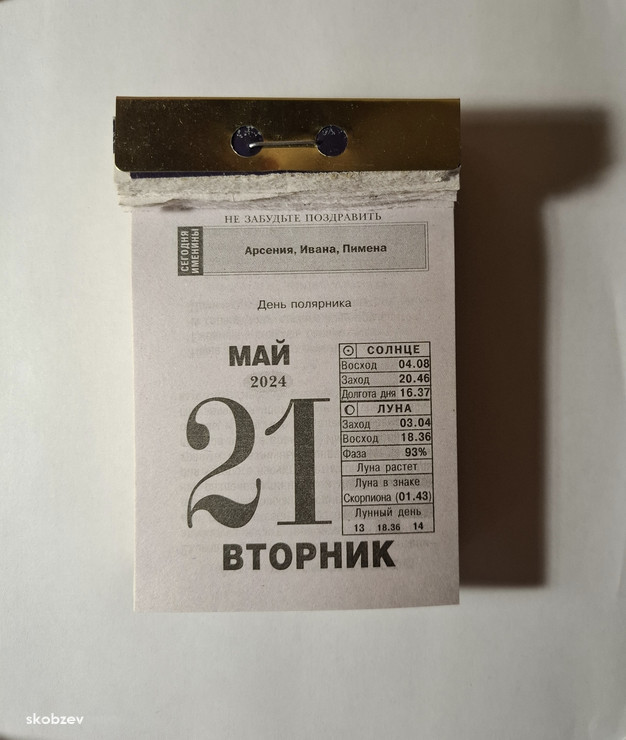 НЕ ЗАБУДЬТЕ ПОЗДРАВИТЬ
СЕГОДНЯ
ИМЕНИНЫ
Арсения, Ивана, Пимена
День полярника
МАЙ
2024
21
ВТОРНИК
СОЛНЦЕ
Восход 04.08
Заход 20.46
Долгота дня 16.37
ЛУНА
Заход 03.04
Восход 18.36
Фаза 93%
Луна растет
Луна в знаке
Скорпиона (01.43)
Лунный день
13 18.36 14
skobzev